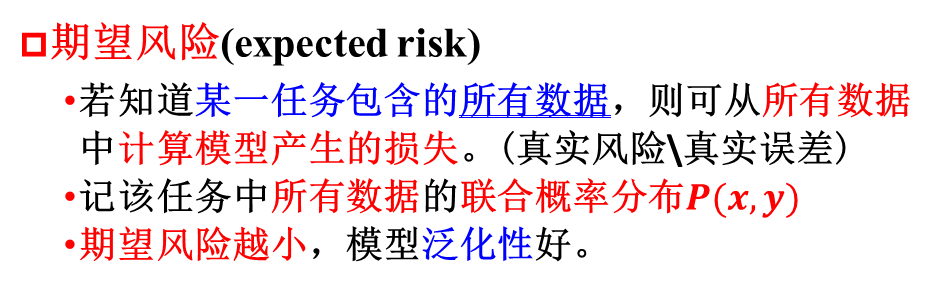 期望风险(expected risk)
•若知道某一任务包含的所有数据，则可从所有数据
中计算模型产生的损失。(真实风险\真实误差)
•记该任务中所有数据的联合概率分布P(x, y)
•期望风险越小，模型泛化性好。